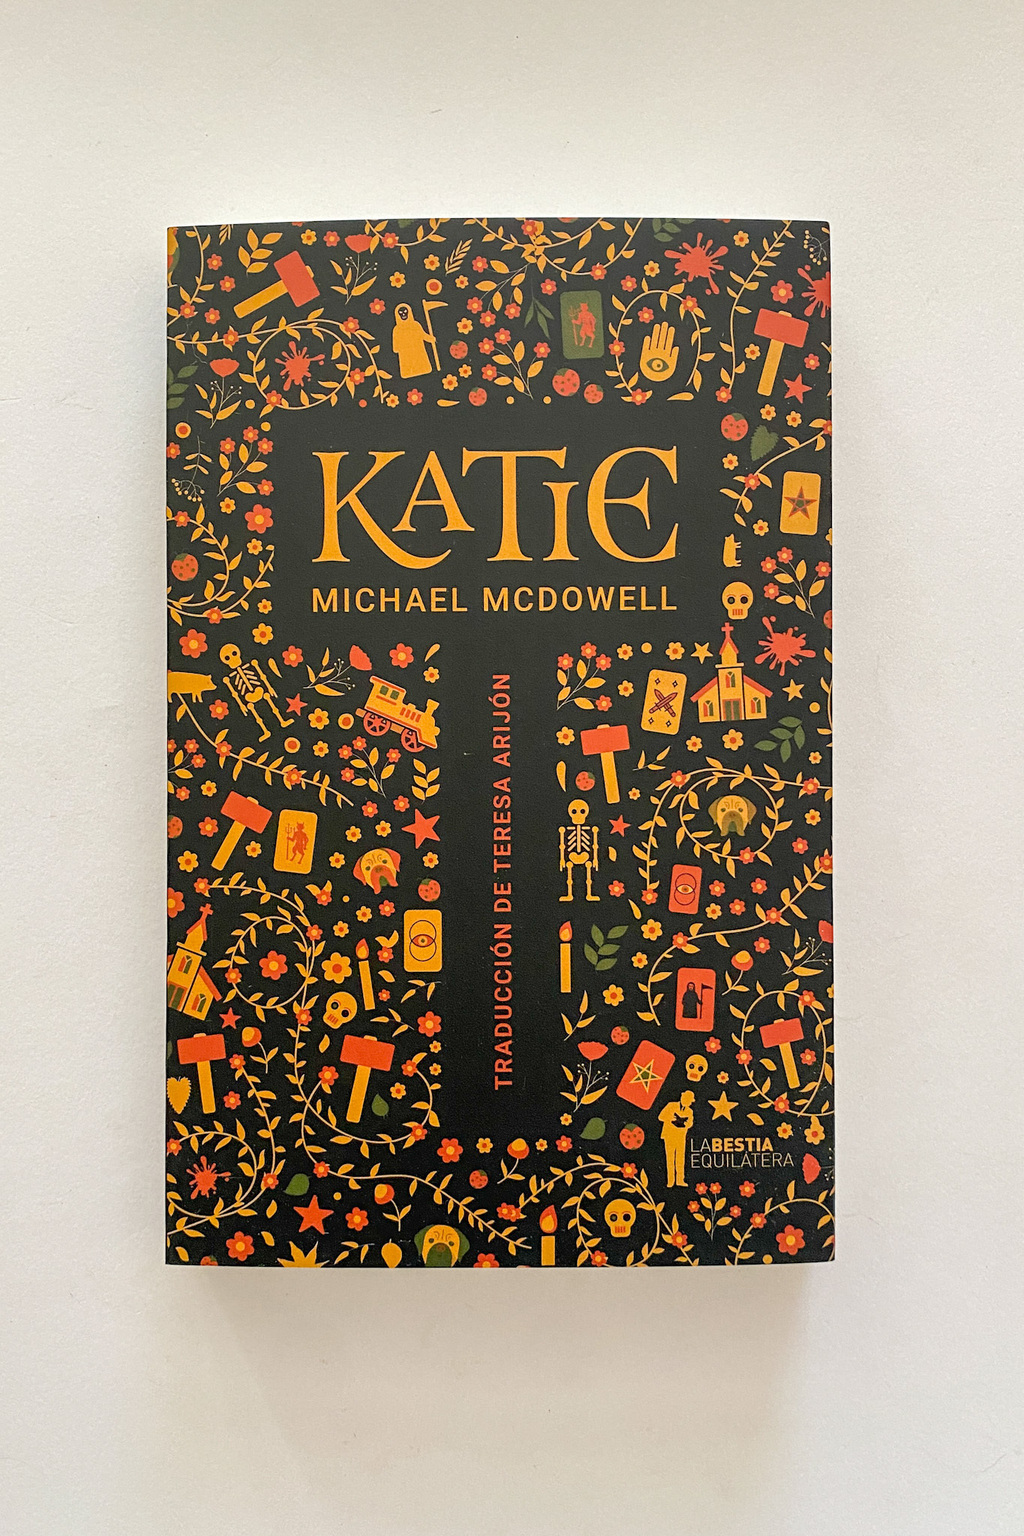 KATIE
MICHAEL MCDOWELL
TRADUCCIÓN DE TERESA ARIJÓN
LABESTIA
EQUILÁTERA